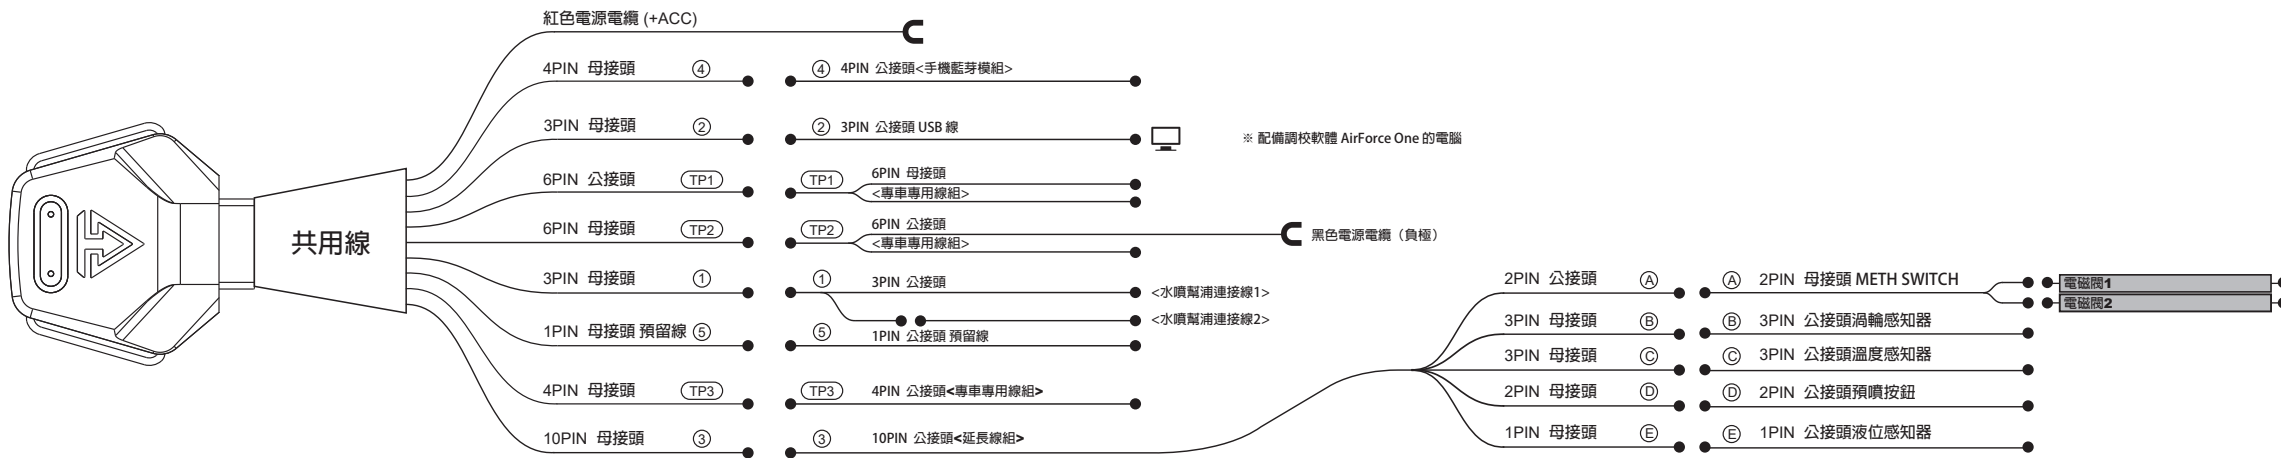 紅色電源電纜 (+ACC)
4PIN 母接頭 ④
④ 4PIN 公接頭<手機藍芽模組>
3PIN 母接頭 ②
② 3PIN 公接頭 USB 線
※ 配備調校軟體 AirForce One 的電腦
6PIN 公接頭 TP1
TP1 6PIN 母接頭
<專車專用線組>
6PIN 母接頭 TP2
TP2 6PIN 公接頭
<專車專用線組>
黑色電源電纜（負極）
共用線
3PIN 母接頭 ①
① 3PIN 公接頭
<水噴幫浦連接線1>
<水噴幫浦連接線2>
1PIN 母接頭 預留線 ⑤
⑤ 1PIN 公接頭 預留線
4PIN 母接頭 TP3
TP3 4PIN 公接頭<專車專用線組>
10PIN 母接頭 ③
③ 10PIN 公接頭<延長線組>
2PIN 公接頭 Ⓐ
Ⓐ 2PIN 母接頭 METH SWITCH
電磁閥1
電磁閥2
3PIN 母接頭 Ⓑ
Ⓑ 3PIN 公接頭渦輪感知器
3PIN 母接頭 Ⓒ
Ⓒ 3PIN 公接頭溫度感知器
2PIN 母接頭 Ⓓ
Ⓓ 2PIN 公接頭預噴按鈕
1PIN 母接頭 Ⓔ
Ⓔ 1PIN 公接頭液位感知器